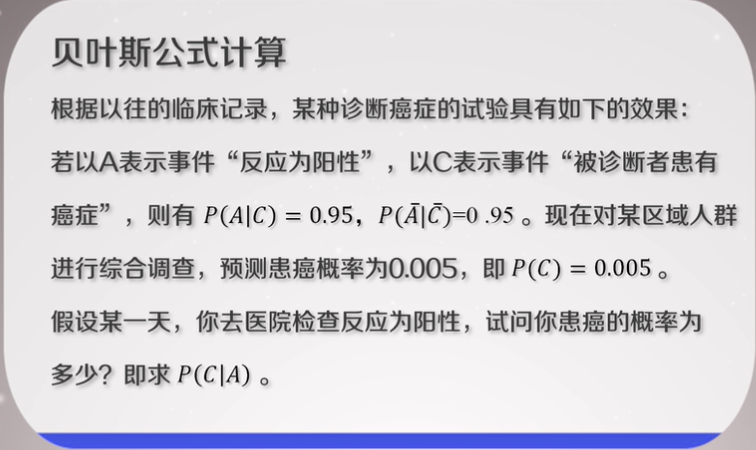 贝叶斯公式计算
根据以往的临床记录，某种诊断癌症的试验具有如下的效果：
若以A表示事件“反应为阳性”，以C表示事件“被诊断者患有
癌症”，则有 P(A|C) = 0.95，P(Ā|C̄)=0 .95 。现在对某区域人群
进行综合调查，预测患癌概率为0.005，即 P(C) = 0.005 。
假设某一天，你去医院检查反应为阳性，试问你患癌的概率为
多少？即求 P(C|A) 。